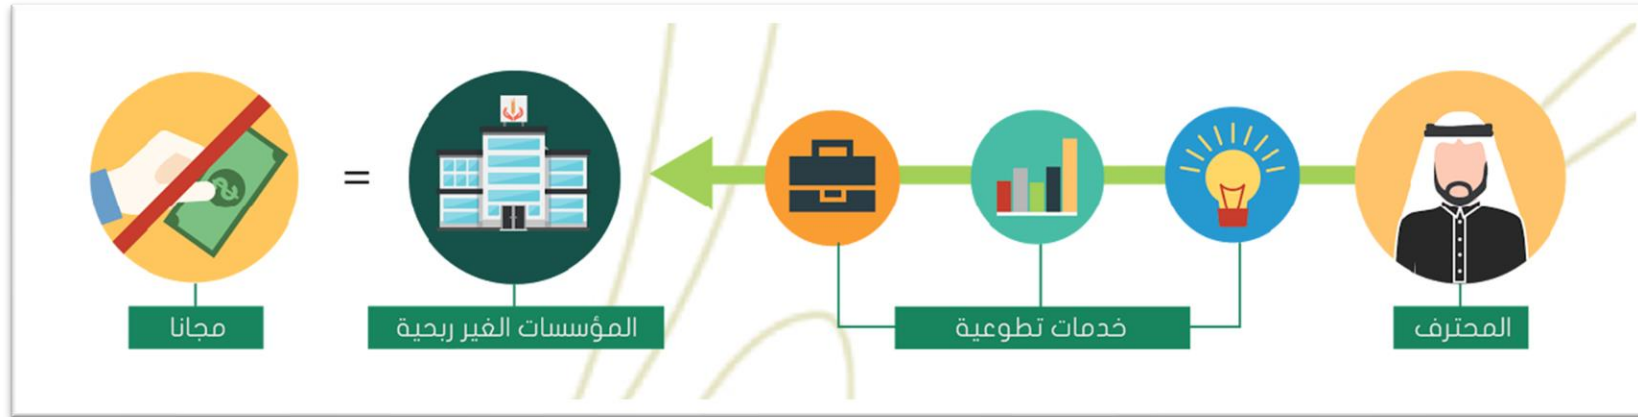 المحترف
خدمات تطوعية
المؤسسات الغير ربحية
=
مجانا